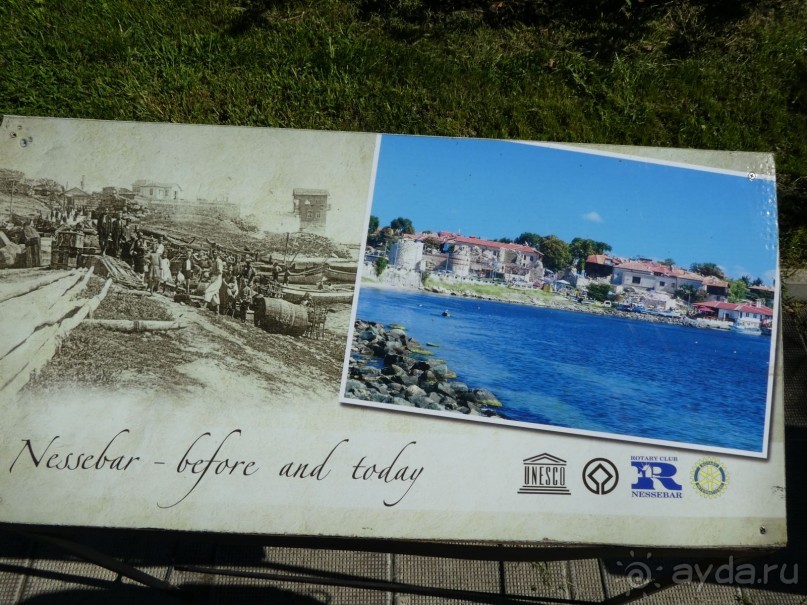 Nessebar - before and today
UNESCO
ROTARY CLUB
R
NESSEBAR
ayda.ru